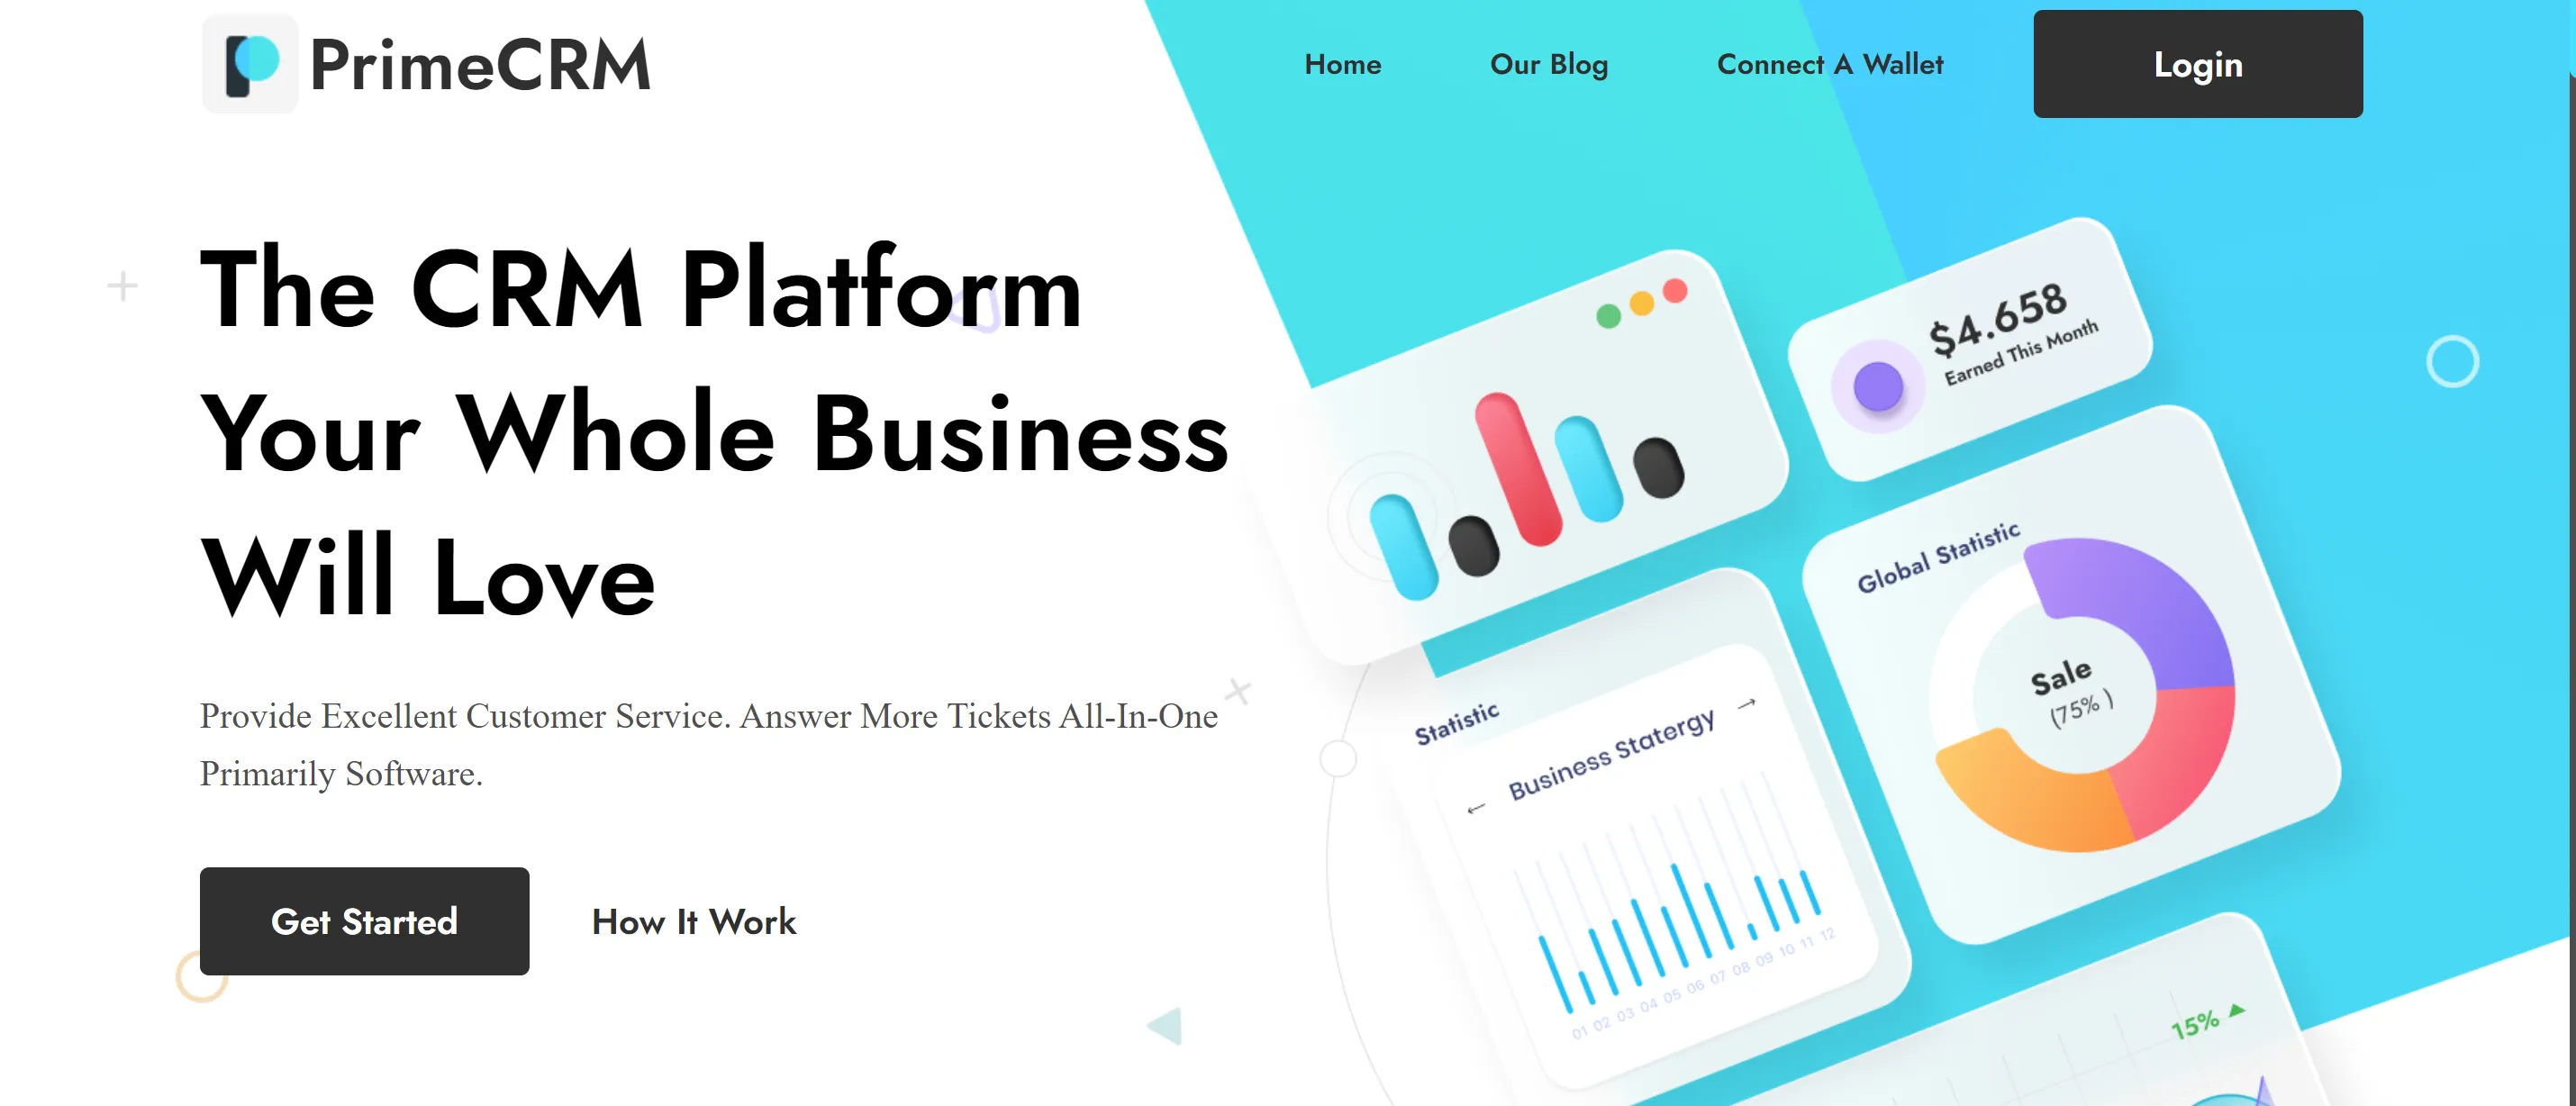 PrimeCRM
Home
Our Blog
Connect A Wallet
Login
The CRM Platform
Your Whole Business
Will Love
Provide Excellent Customer Service. Answer More Tickets All-In-One
Primarily Software.
Get Started
How It Work
$4.658
Earned This Month
Global Statistic
Sale
(75% )
Statistic
← Business Statergy →
01 02 03 04 05 06 07 08 09 10 11 12
15%